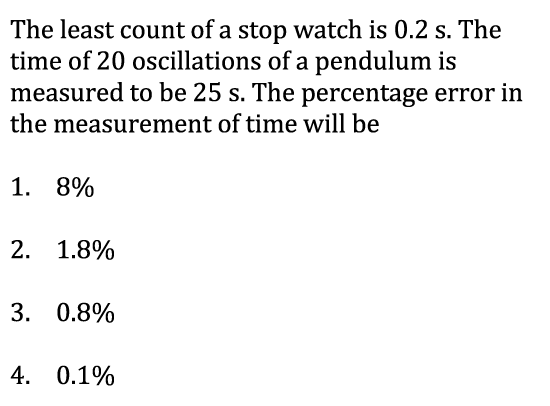 The least count of a stop watch is 0.2 s. The
time of 20 oscillations of a pendulum is
measured to be 25 s. The percentage error in
the measurement of time will be
1. 8%
2. 1.8%
3. 0.8%
4. 0.1%